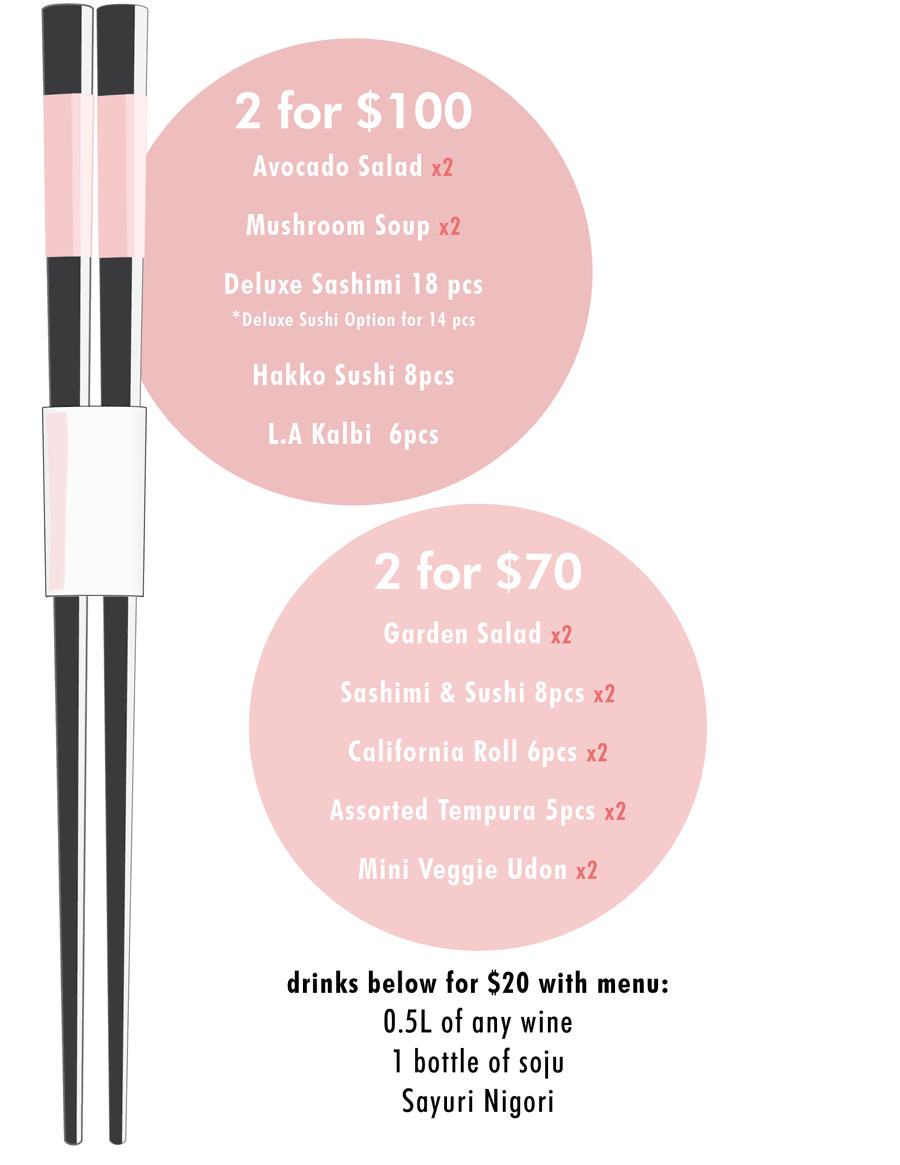 2 for $100
Avocado Salad x2
Mushroom Soup x2
Deluxe Sashimi 18 pcs
*Deluxe Sushi Option for 14 pcs
Hakko Sushi 8pcs
L.A Kalbi 6pcs
2 for $70
Garden Salad x2
Sashimi & Sushi 8pcs x2
California Roll 6pcs x2
Assorted Tempura 5pcs x2
Mini Veggie Udon x2
drinks below for $20 with menu:
0.5L of any wine
1 bottle of soju
Sayuri Nigori